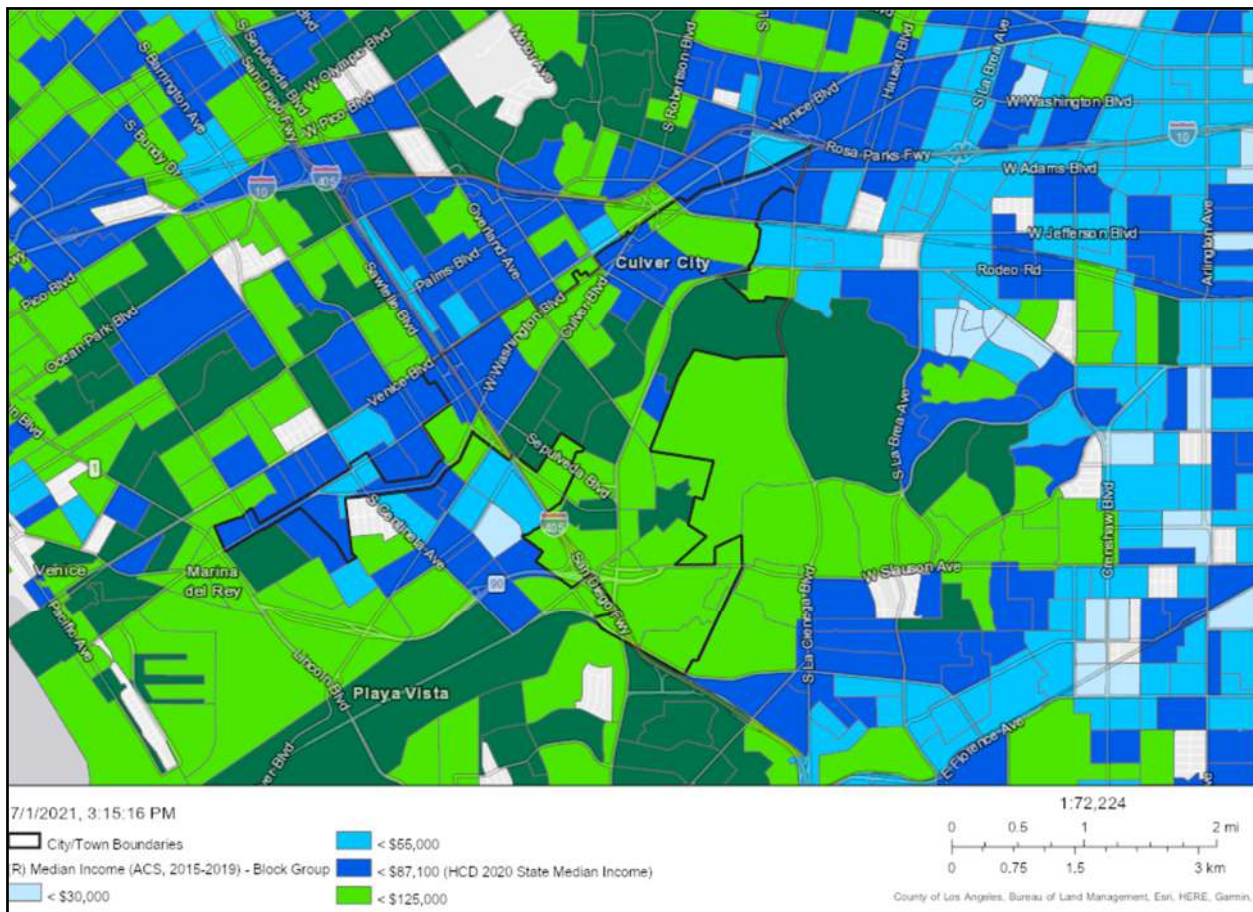 S Sepulveda Blvd
San Diego Fwy
S Barrington Ave
W Olympic Blvd
Motor Ave
S Robertson Blvd
Hauser Blvd
S La Brea Ave
W Washington Blvd
W Pico Blvd
Venice Blvd
S Bundy Dr
10
405
10
Rosa Parks Fwy
W Adams Blvd
Overland Ave
W Jefferson Blvd
Arlington Ave
Palms Blvd
Culver City
Rodeo Rd
Pico Blvd
Sawtelle Blvd
W Washington Blvd
Culver Blvd
Ocean Park Blvd
Venice Blvd
S La Brea Ave
Sepulveda Blvd
1
S Centinela Ave
405
Crenshaw Blvd
Venice
Marina
del Rey
90
San Diego Fwy
W Slauson Ave
Pacific Ave
S La Cienega Blvd
Lincoln Blvd
Playa Vista
E Florence Ave
7/1/2021, 3:15:16 PM
City/Town Boundaries
(R) Median Income (ACS, 2015-2019) - Block Group
< $30,000
< $55,000
< $87,100 (HCD 2020 State Median Income)
< $125,000
1:72,224
0 0.5 1 2 mi
0 0.75 1.5 3 km
County of Los Angeles, Bureau of Land Management, Esri, HERE, Garmin,